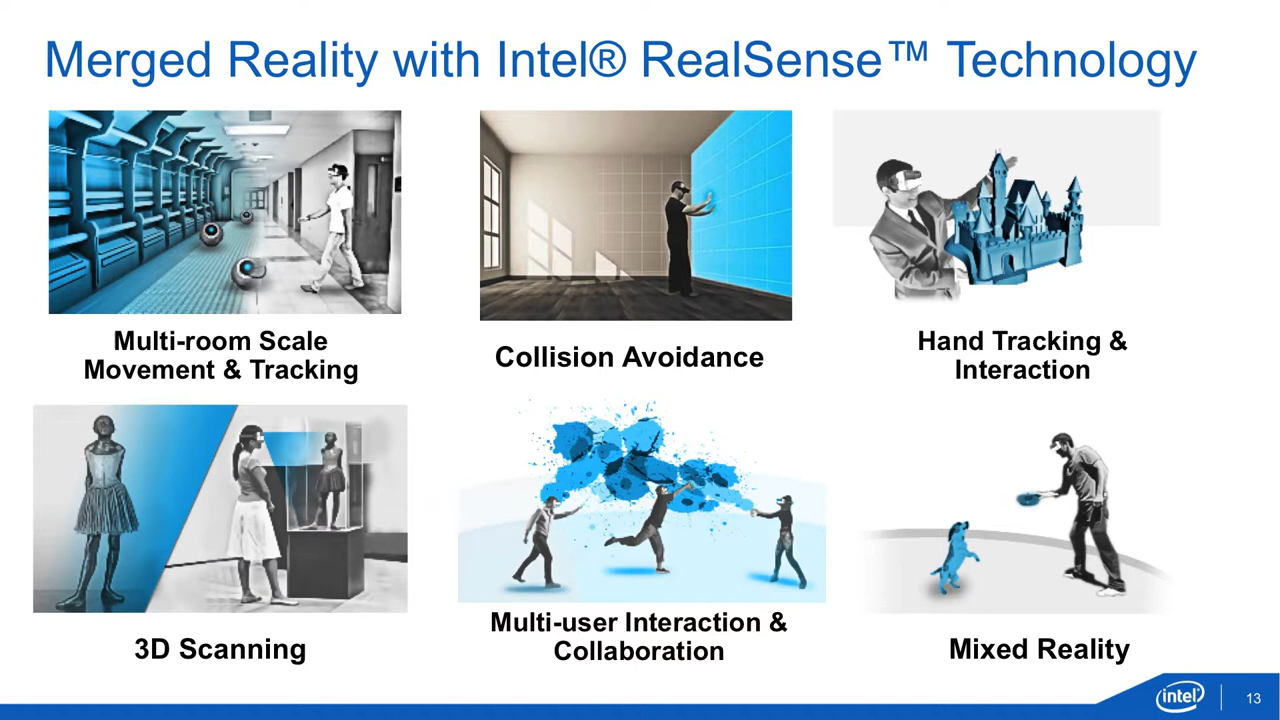 Merged Reality with Intel® RealSense™ Technology
Multi-room Scale
Movement & Tracking
Collision Avoidance
Hand Tracking &
Interaction
3D Scanning
Multi-user Interaction &
Collaboration
Mixed Reality
intel
13